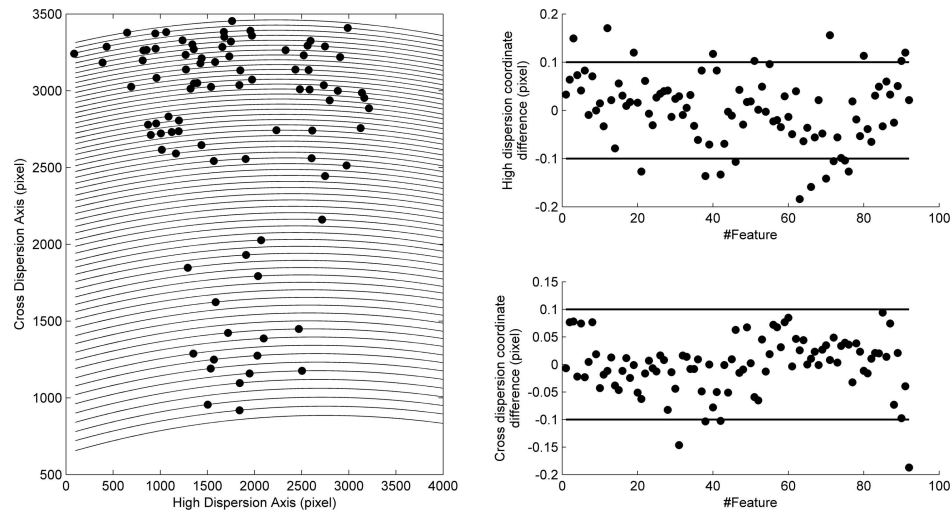 3500
3000
2500
2000
1500
1000
500
Cross Dispersion Axis (pixel)
0 500 1000 1500 2000 2500 3000 3500 4000
High Dispersion Axis (pixel)
0.2
0.1
0
-0.1
-0.2
High dispersion coordinate
difference (pixel)
0 20 40 60 80 100
#Feature
0.15
0.1
0.05
0
-0.05
-0.1
-0.15
-0.2
Cross dispersion coordinate
difference (pixel)
0 20 40 60 80 100
#Feature